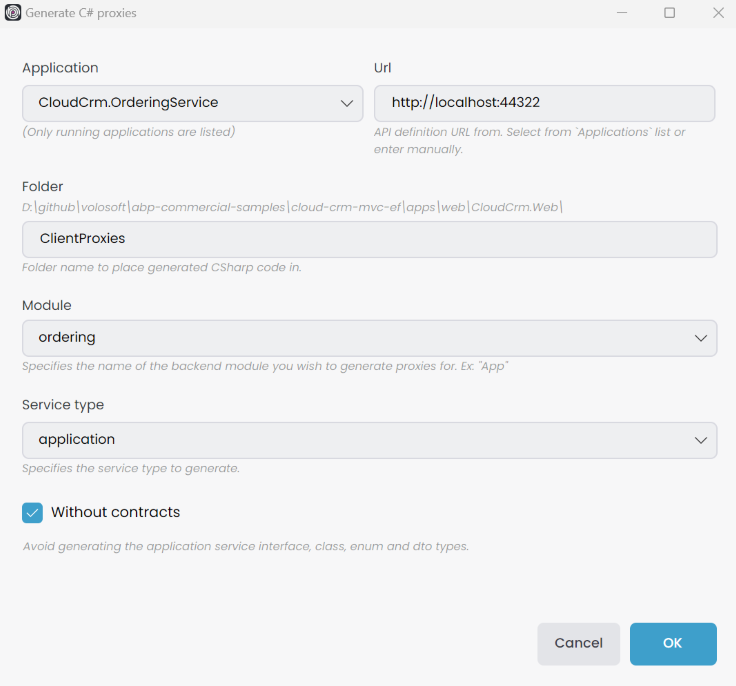 Generate C# proxies
Application
Url
CloudCrm.OrderingService
http://localhost:44322
(Only running applications are listed)
API definition URL from. Select from `Applications` list or
enter manually.
Folder
D:\github\volosoft\abp-commercial-samples\cloud-crm-mvc-ef\apps\web\CloudCrm.Web\
ClientProxies
Folder name to place generated CSharp code in.
Module
ordering
Specifies the name of the backend module you wish to generate proxies for. Ex: "App"
Service type
application
Specifies the service type to generate.
Without contracts
Avoid generating the application service interface, class, enum and dto types.
Cancel
OK